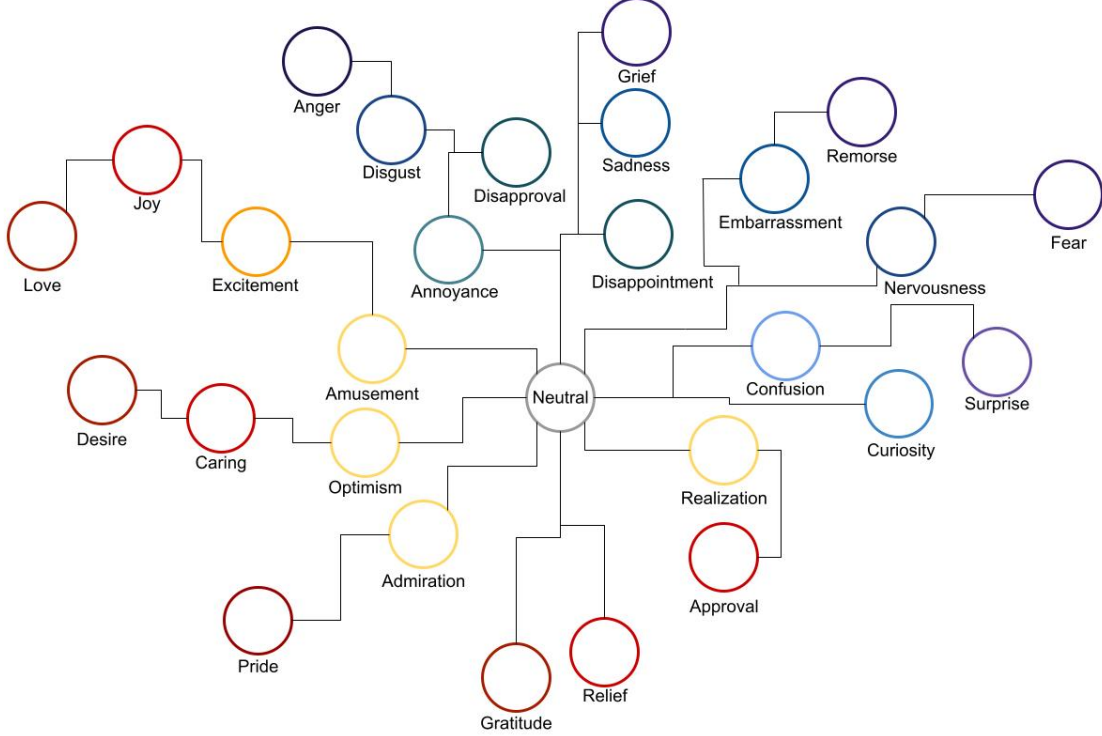 Grief
Anger
Remorse
Sadness
Disgust
Disapproval
Joy
Embarrassment
Fear
Disappointment
Love
Excitement
Annoyance
Nervousness
Amusement
Confusion
Neutral
Surprise
Desire
Curiosity
Caring
Optimism
Realization
Admiration
Approval
Pride
Relief
Gratitude